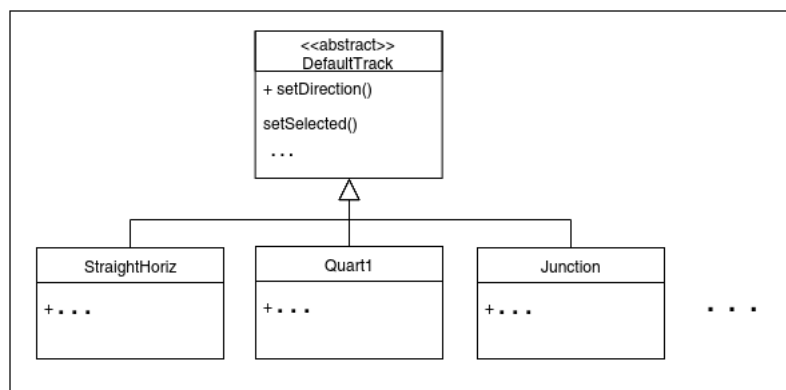 <<abstract>>
DefaultTrack
+ setDirection()
setSelected()
...
StraightHoriz
Quart1
Junction
+...
+...
+...
...